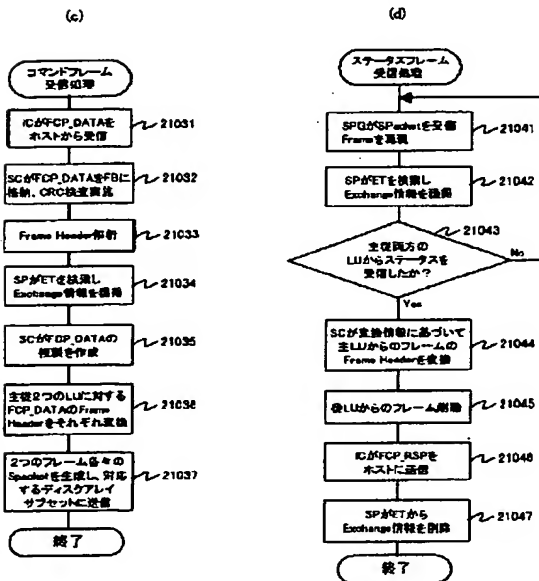 (c)
コマンドフレーム
受信処理
ICがFCP_DATAを
ホストから受信
21031
SCがFCP_DATAをFBに
格納、CRC検査実施
21032
Frame Header解析
21033
SPがETを検索し
Exchange情報を獲得
21034
SCがFCP_DATAの
複製を作成
21035
主従2つのLUに対する
FCP_DATAのFrame
Headerをそれぞれ変換
21036
2つのフレーム各々の
Spacketを生成し、対応
するディスクアレイ
サブセットに送信
21037
終了
(d)
ステータスフレーム
受信処理
SPGがSPacketを受信
Frameを再現
21041
SPがETを検索し
Exchange情報を獲得
21042
主従両方の
LUからステータスを
受信したか？
21043
No
Yes
SCが変換情報に基づいて
主LUからのフレームの
Frame Headerを変換
21044
従LUからのフレーム削除
21045
ICがFCP_RSPを
ホストに送信
21046
SPがETから
Exchange情報を削除
21047
終了